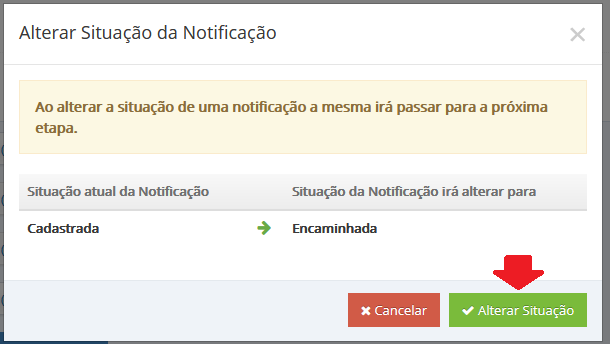 Alterar Situação da Notificação
Ao alterar a situação de uma notificação a mesma irá passar para a próxima
etapa.
Situação atual da Notificação Situação da Notificação irá alterar para
Cadastrada Encaminhada
Cancelar Alterar Situação